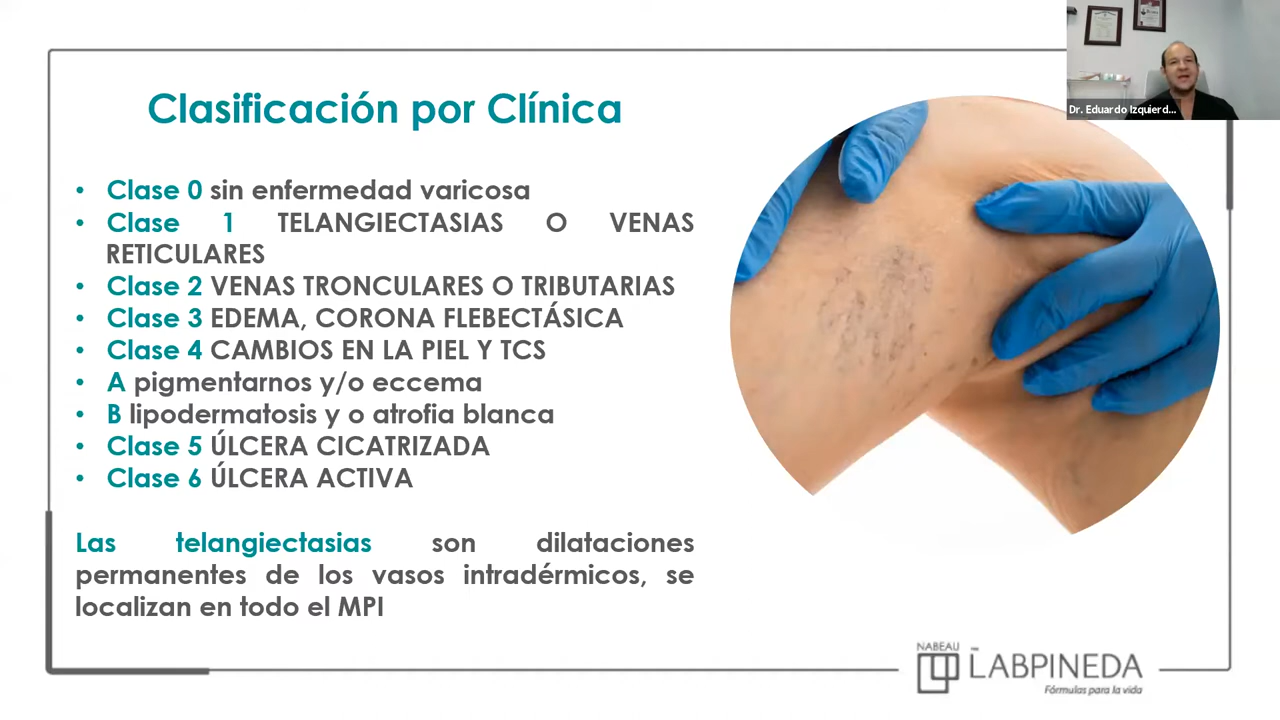 Clasificación por Clínica
• Clase 0 sin enfermedad varicosa
• Clase 1 TELANGIECTASIAS O VENAS
RETICULARES
• Clase 2 VENAS TRONCULARES O TRIBUTARIAS
• Clase 3 EDEMA, CORONA FLEBECTÁSICA
• Clase 4 CAMBIOS EN LA PIEL Y TCS
• A pigmentarnos y/o eccema
• B lipodermatosis y o atrofia blanca
• Clase 5 ÚLCERA CICATRIZADA
• Clase 6 ÚLCERA ACTIVA
Las telangiectasias son dilataciones
permanentes de los vasos intradérmicos, se
localizan en todo el MPI
Dr. Eduardo Izquierd...
NABEAU
LABPINEDA
Fórmulas para la vida